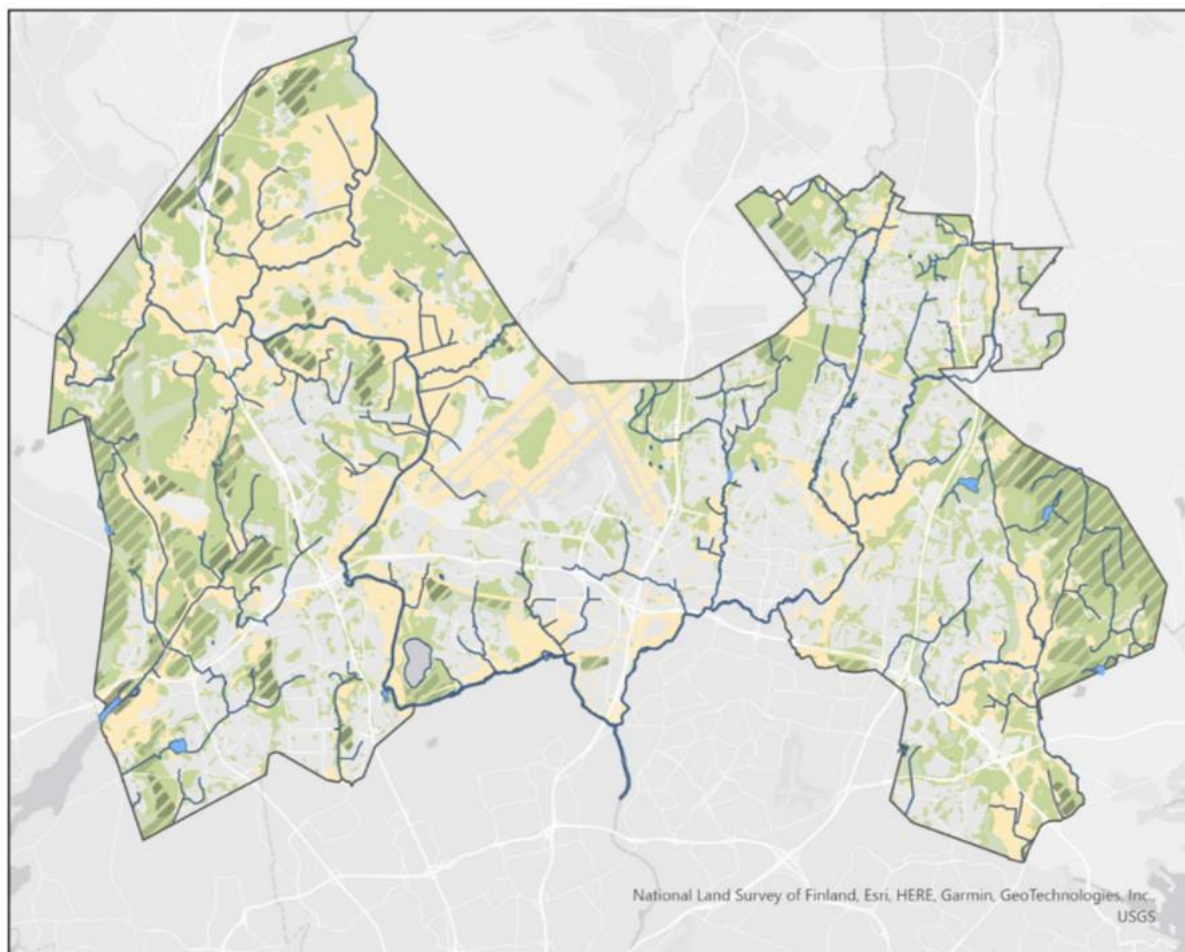 National Land Survey of Finland, Esri, HERE, Garmin, GeoTechnologies, Inc.,
USGS